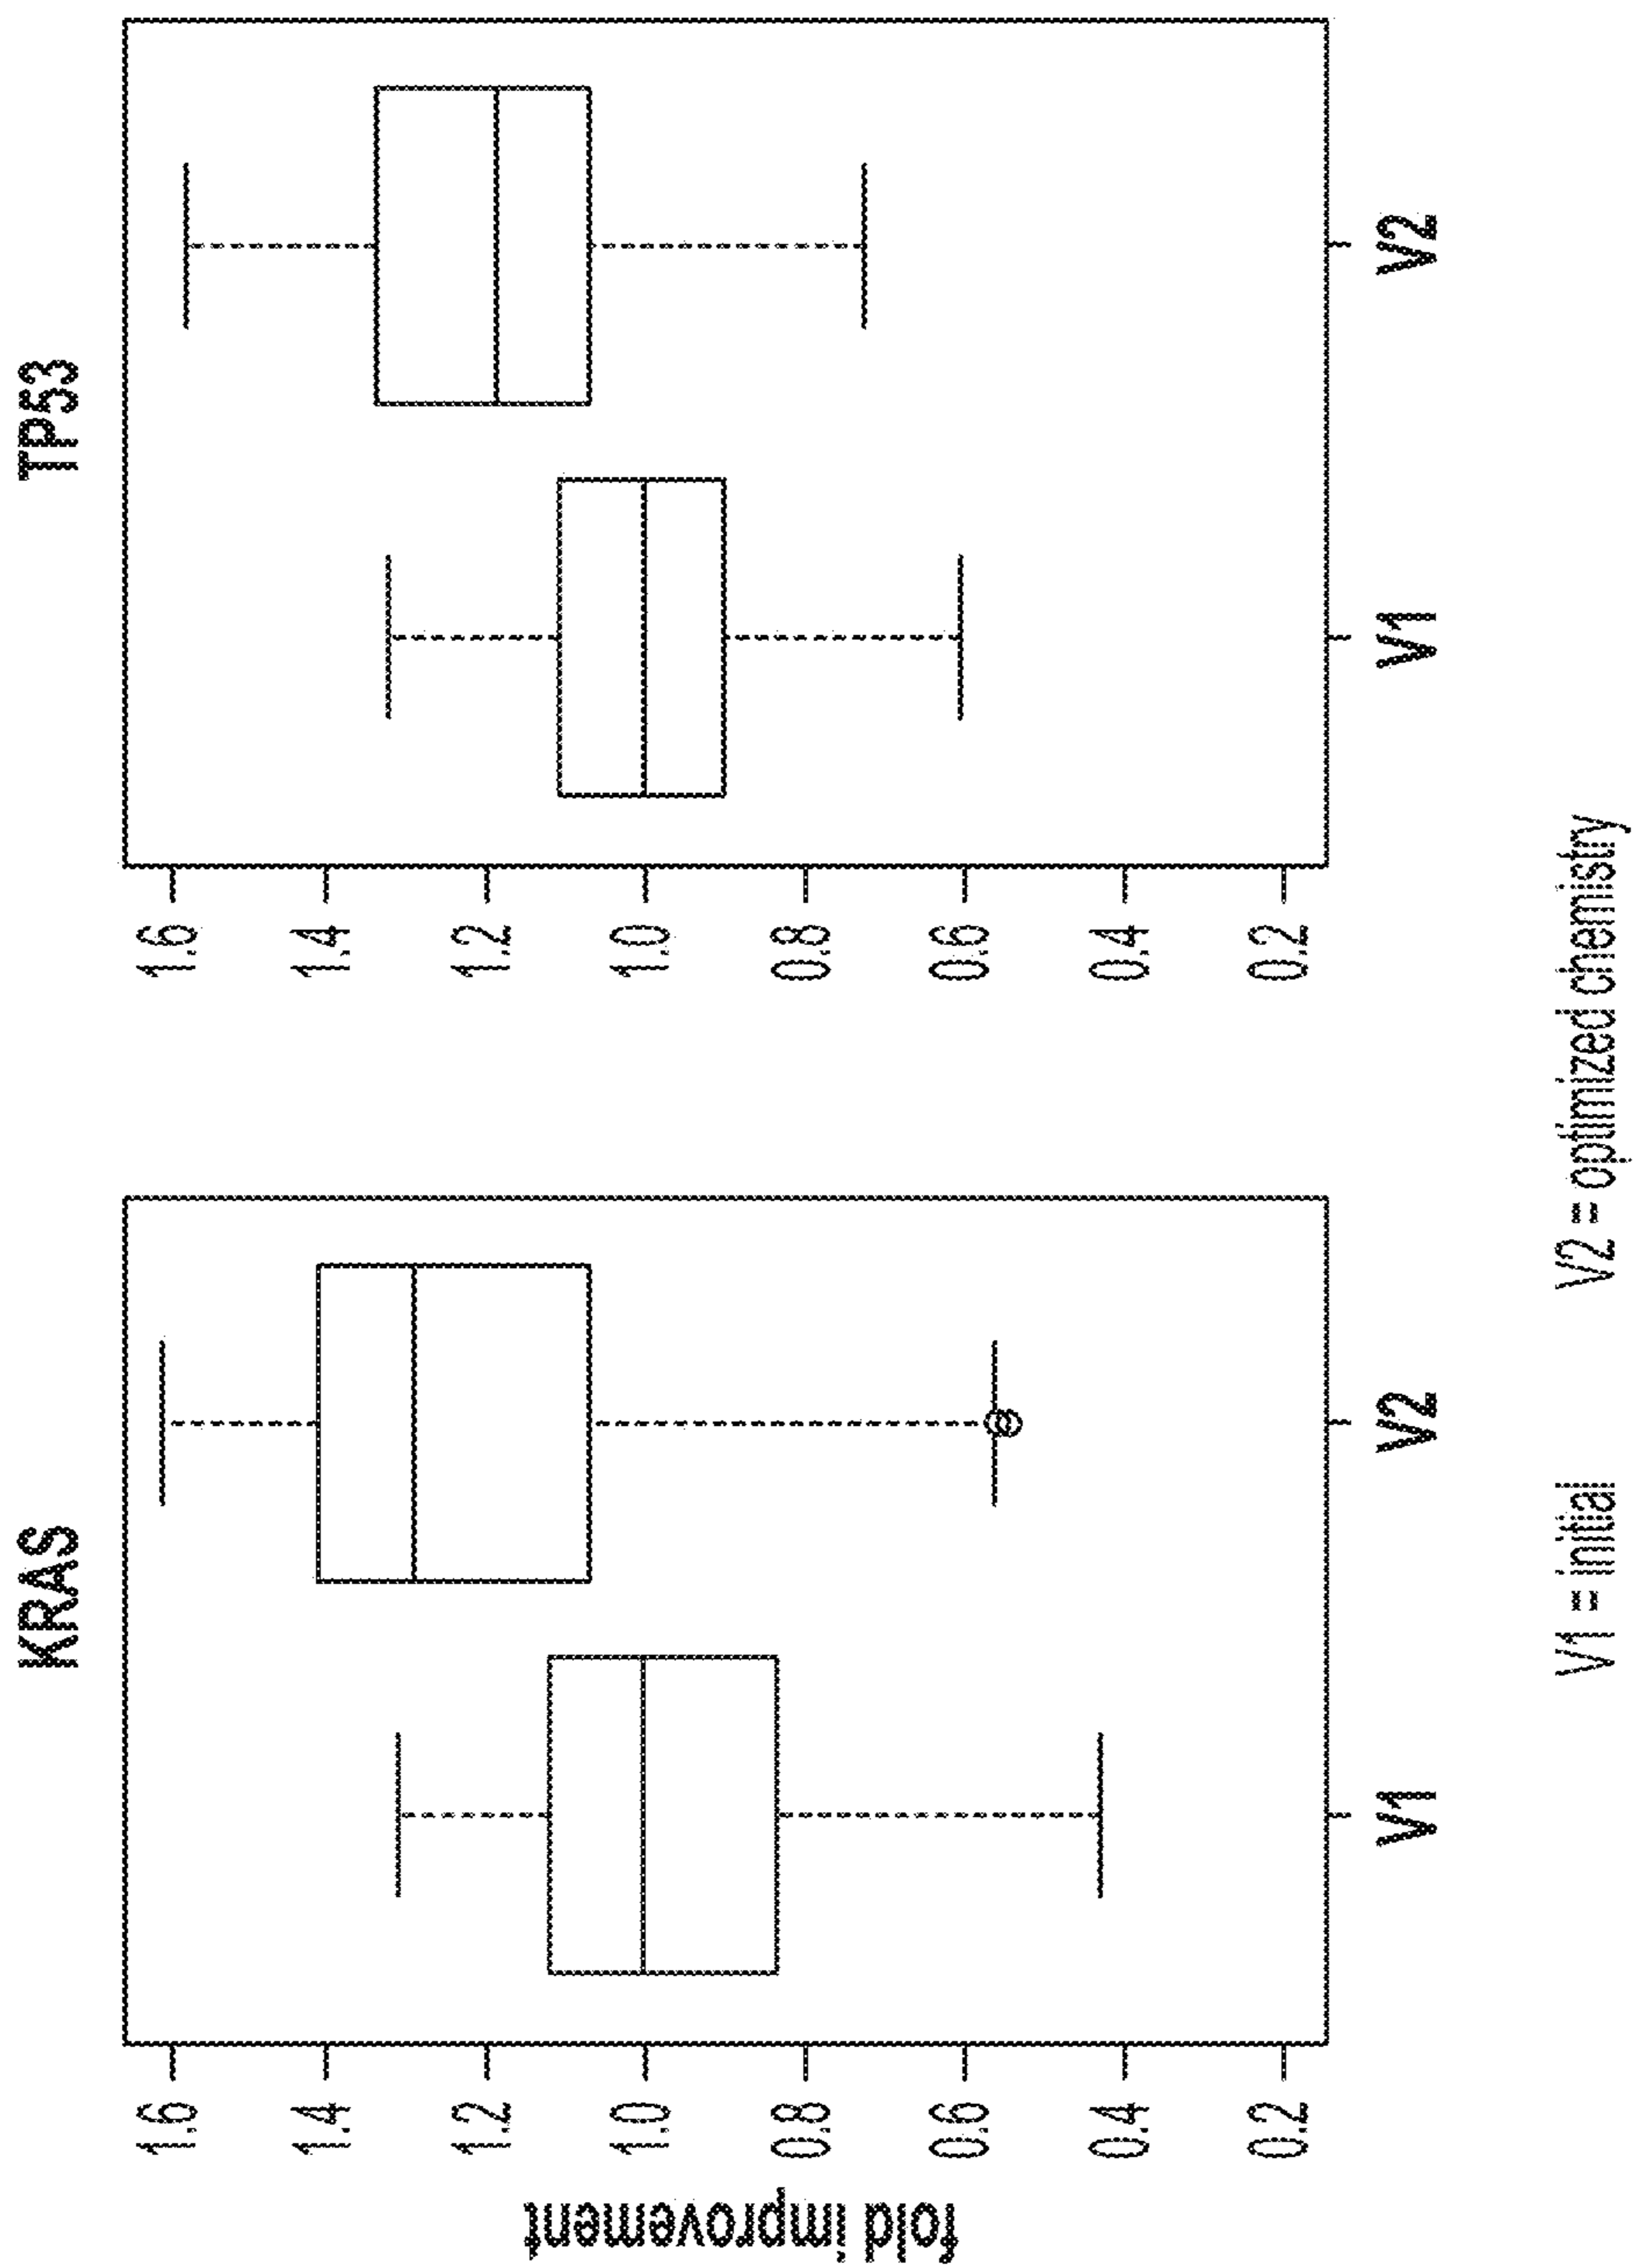 KRAS
TP53
fold improvement
1.6
1.4
1.2
1.0
0.8
0.6
0.4
0.2
V1
V2
1.6
1.4
1.2
1.0
0.8
0.6
0.4
0.2
V1
V2
V1 = initial
V2 = optimized chemistry